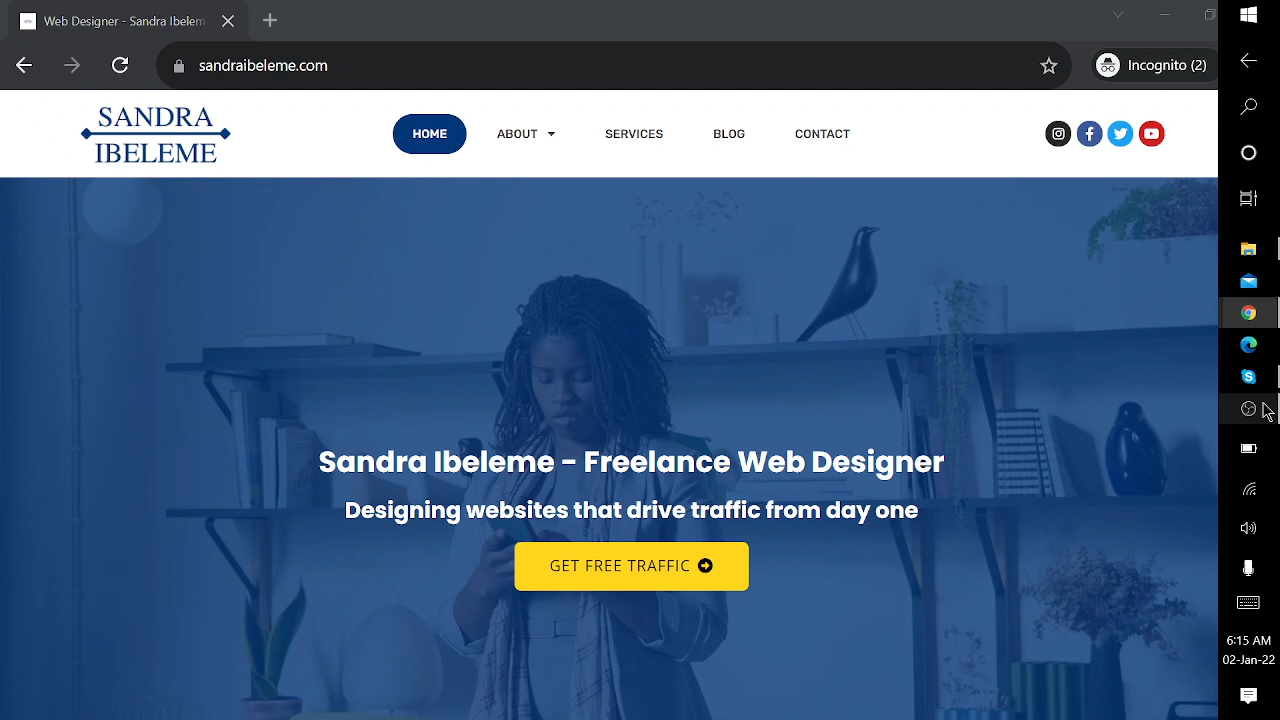 Web Designer - Sandra Ibelem
sandraibeleme.com
Incognito (2)
SANDRA
IBELEME
HOME
ABOUT
SERVICES
BLOG
CONTACT
Sandra Ibeleme - Freelance Web Designer
Designing websites that drive traffic from day one
GET FREE TRAFFIC
6:15 AM
02-Jan-22